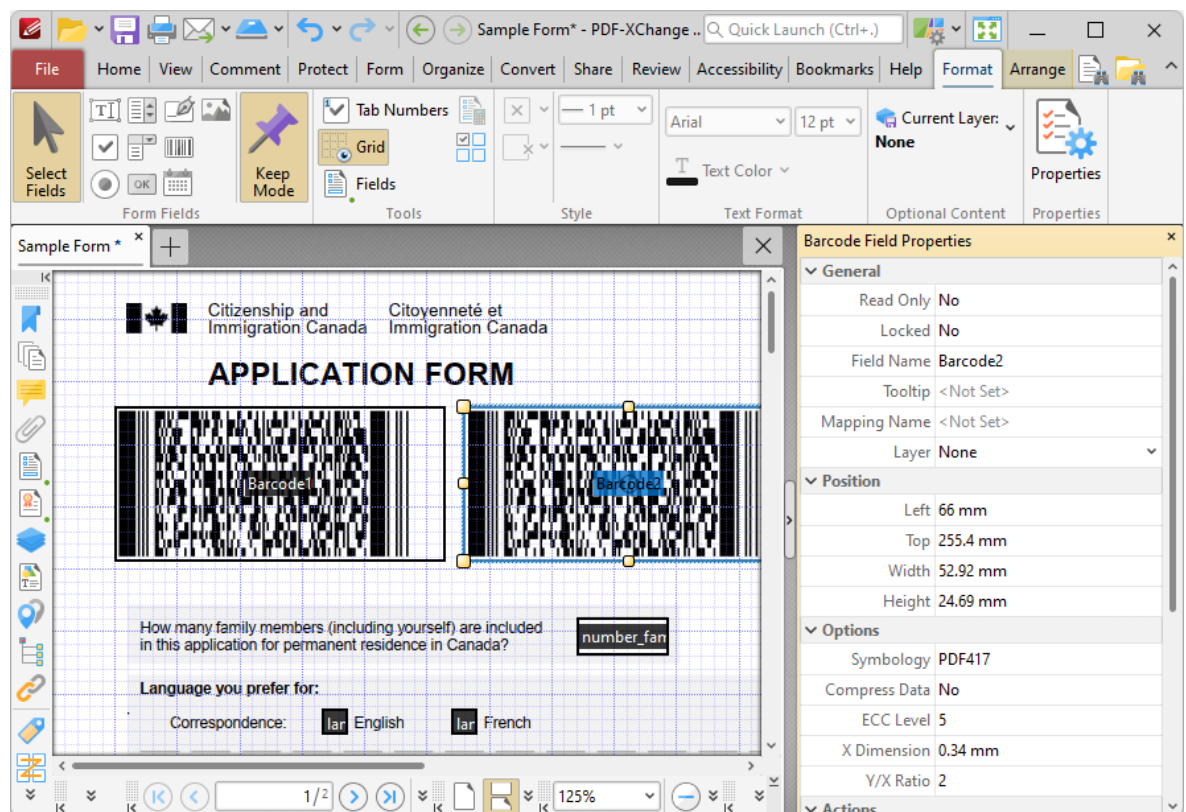 Sample Form* - PDF-XChange ..
Quick Launch (Ctrl+.)
File
Home
View
Comment
Protect
Form
Organize
Convert
Share
Review
Accessibility
Bookmarks
Help
Format
Arrange
Select
Fields
OK
Keep
Mode
Form Fields
Tab Numbers
Grid
Fields
Tools
1 pt
Style
Arial
12 pt
Text Color
Text Format
Current Layer:
None
Optional Content
Properties
Properties
Sample Form *
Citizenship and
Immigration Canada
Citoyenneté et
Immigration Canada
APPLICATION FORM
Barcode1
Barcode2
How many family members (including yourself) are included
in this application for permanent residence in Canada?
number_fam
Language you prefer for:
Correspondence:
lar
English
lar
French
1/2
125%
Barcode Field Properties
General
Read Only No
Locked No
Field Name Barcode2
Tooltip <Not Set>
Mapping Name <Not Set>
Layer None
Position
Left 66 mm
Top 255.4 mm
Width 52.92 mm
Height 24.69 mm
Options
Symbology PDF417
Compress Data No
ECC Level 5
X Dimension 0.34 mm
Y/X Ratio 2
Actions